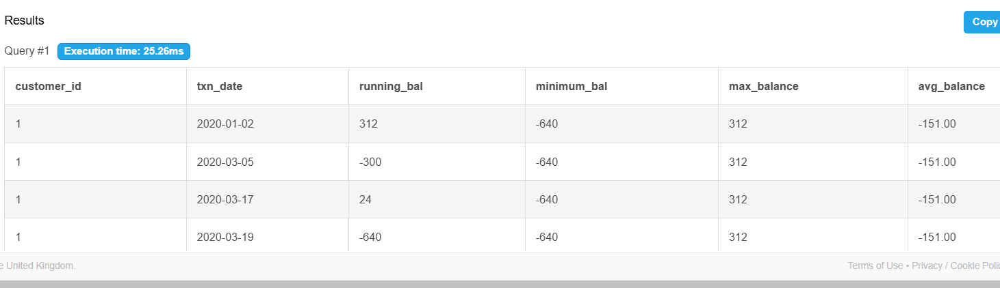 Results
Copy
Query #1 Execution time: 25.26ms
customer_id txn_date running_bal minimum_bal max_balance avg_balance
1 2020-01-02 312 -640 312 -151.00
1 2020-03-05 -300 -640 312 -151.00
1 2020-03-17 24 -640 312 -151.00
1 2020-03-19 -640 -640 312 -151.00
e United Kingdom. Terms of Use • Privacy / Cookie Polic